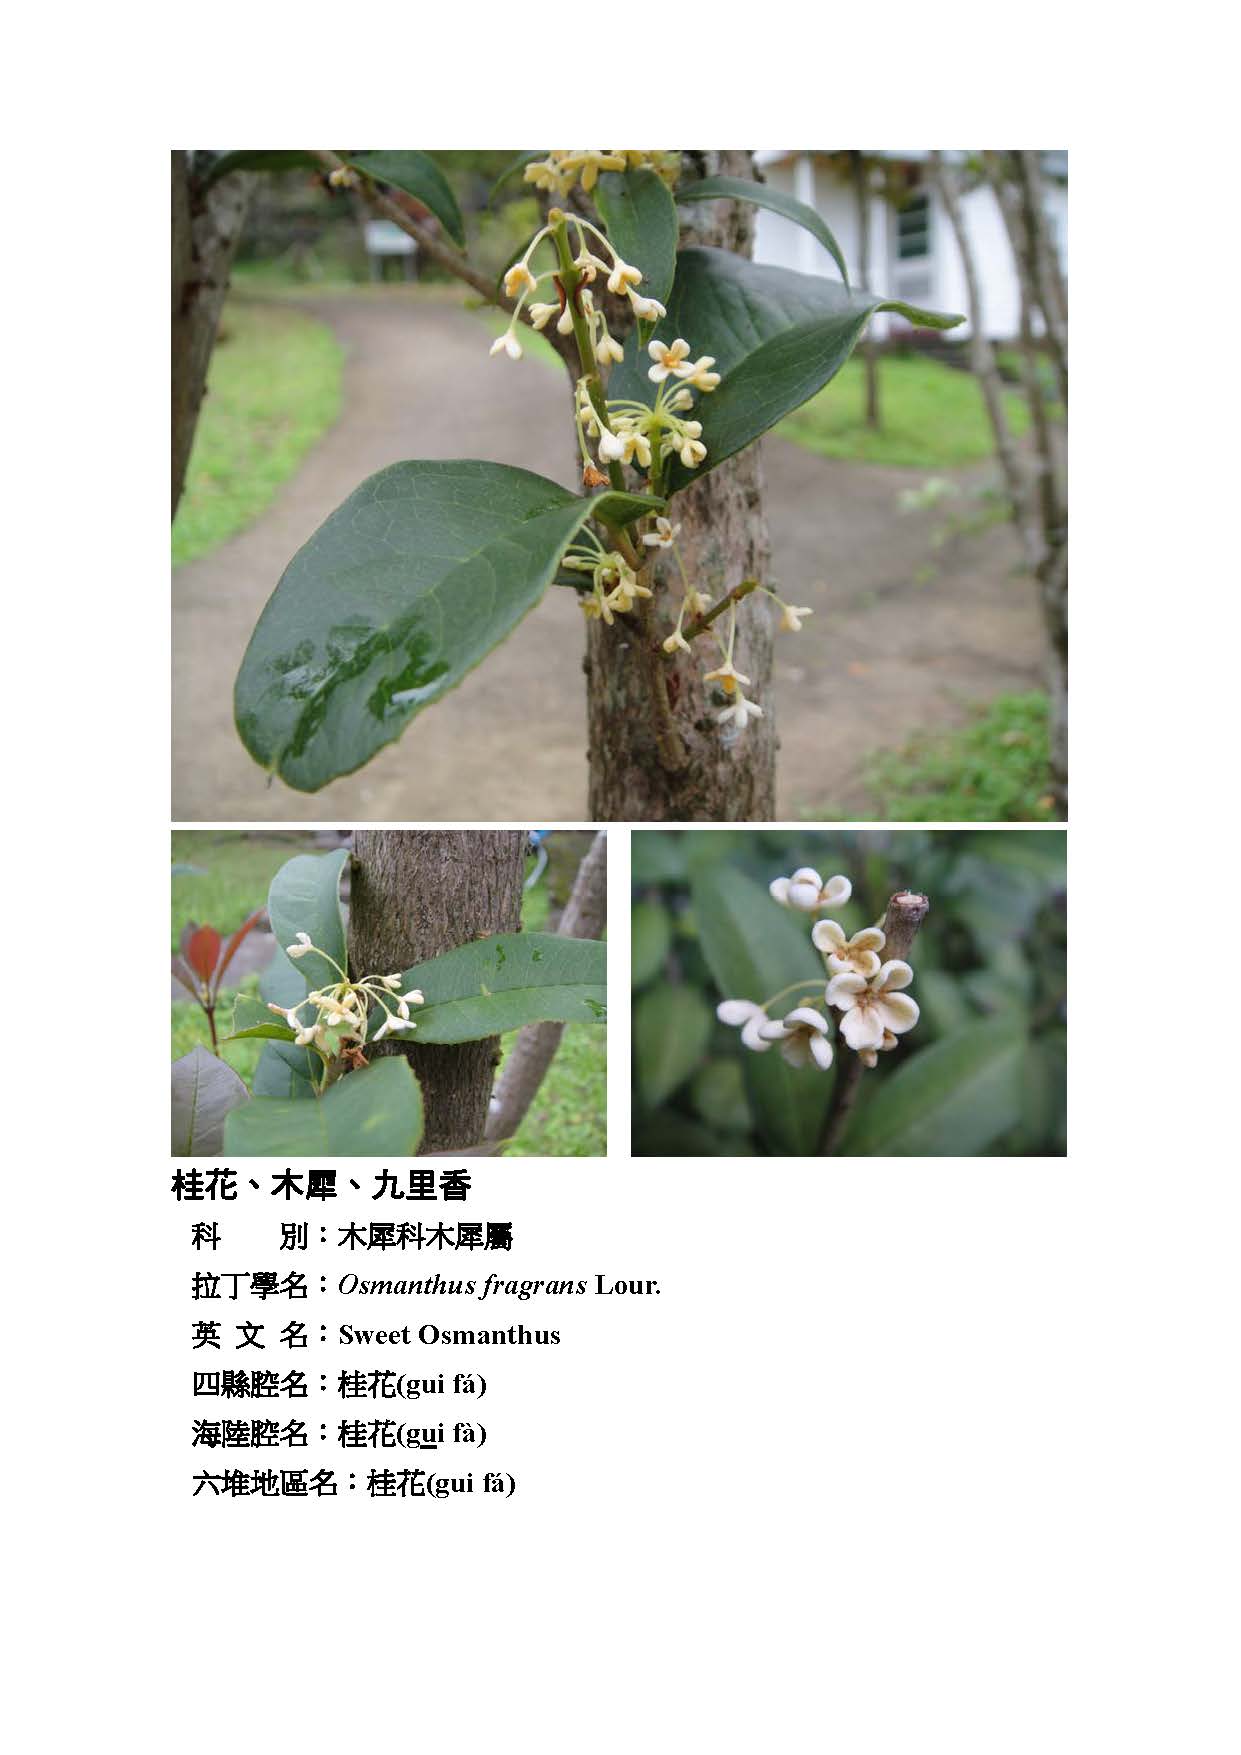 桂花、木犀、九里香
科　　別：木犀科木犀屬
拉丁學名：Osmanthus fragrans Lour.
英 文 名：Sweet Osmanthus
四縣腔名：桂花(gui fá)
海陸腔名：桂花(gui fà)
六堆地區名：桂花(gui fá)